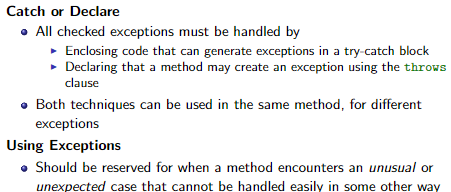 Catch or Declare
All checked exceptions must be handled by
Enclosing code that can generate exceptions in a try-catch block
Declaring that a method may create an exception using the throws
clause
Both techniques can be used in the same method, for different
exceptions
Using Exceptions
Should be reserved for when a method encounters an unusual or
unexpected case that cannot be handled easily in some other way